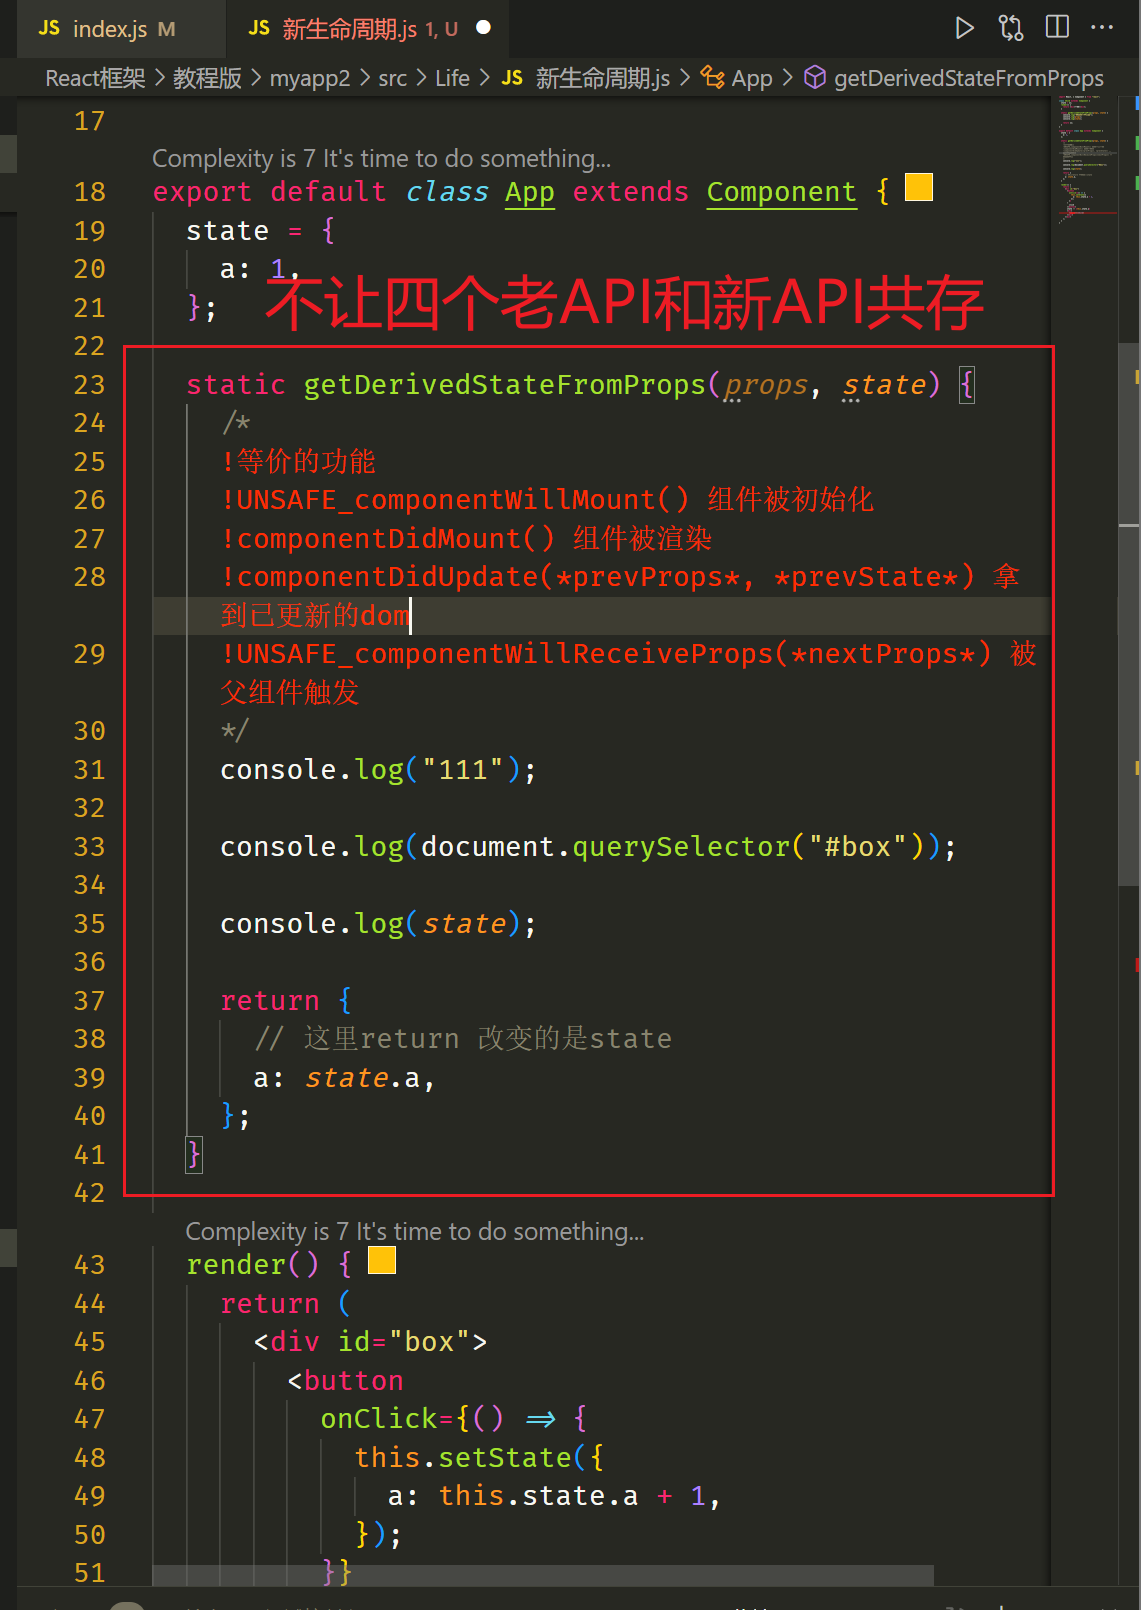 JS index.js M JS 新生命周期.js 1, U
React框架 > 教程版 > myapp2 > src > Life > JS 新生命周期.js > App > getDerivedStateFromProps
17
Complexity is 7 It's time to do something...
18 export default class App extends Component {
19 state = {
20 a: 1,
不让四个老API和新API共存
21 };
22
23 static getDerivedStateFromProps(props, state) {
24 /*
25 !等价的功能
26 !UNSAFE_componentWillMount() 组件被初始化
27 !componentDidMount() 组件被渲染
28 !componentDidUpdate(*prevProps*, *prevState*) 拿
到已更新的dom
29 !UNSAFE_componentWillReceiveProps(*nextProps*) 被
父组件触发
30 */
31 console.log("111");
32
33 console.log(document.querySelector("#box"));
34
35 console.log(state);
36
37 return {
38 // 这里return 改变的是state
39 a: state.a,
40 };
41 }
42
Complexity is 7 It's time to do something...
43 render() {
44 return (
45 <div id="box">
46 <button
47 onClick={() => {
48 this.setState({
49 a: this.state.a + 1,
50 });
51 }}